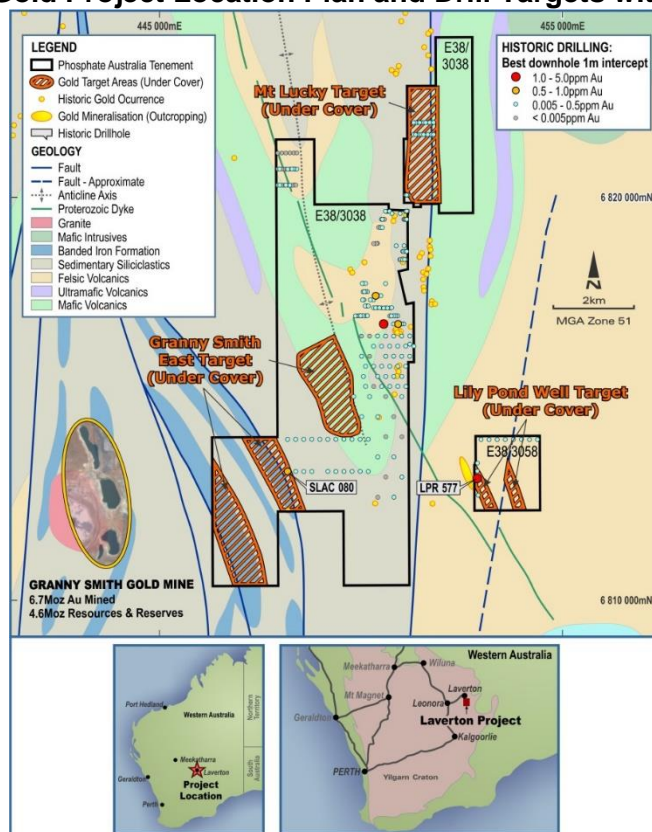 Gold Project Location Plan and Drill Targets wit
445 000mE
455 000mE
LEGEND
Phosphate Australia Tenement
Gold Target Areas (Under Cover)
Historic Gold Ocurrence
Gold Mineralisation (Outcropping)
Historic Drillhole
GEOLOGY
Fault
Fault - Approximate
Anticline Axis
Proterozoic Dyke
Granite
Mafic Intrusives
Banded Iron Formation
Sedimentary Siliciclastics
Felsic Volcanics
Ultramafic Volcanics
Mafic Volcanics
E38/
3038
HISTORIC DRILLING:
Best downhole 1m intercept
1.0 - 5.0ppm Au
0.5 - 1.0ppm Au
0.005 - 0.5ppm Au
< 0.005ppm Au
Mt Lucky Target
(Under Cover)
E38/3038
6 820 000mN
N
2km
MGA Zone 51
Granny Smith
East Target
(Under Cover)
Lily Pond Well Target
(Under Cover)
E38/3058
SLAC 080
LPR 577
GRANNY SMITH GOLD MINE
6.7Moz Au Mined
4.6Moz Resources & Reserves
6 810 000mN
Port Hedland
Western Australia
Northern
Territory
South
Australia
Meekatharra
Laverton
Geraldton
Project
Location
Perth
Western Australia
Meekatharra
Wiluna
Mt Magnet
Leonora
Laverton
Laverton Project
Geraldton
Kalgoorlie
PERTH
Yilgarn Craton